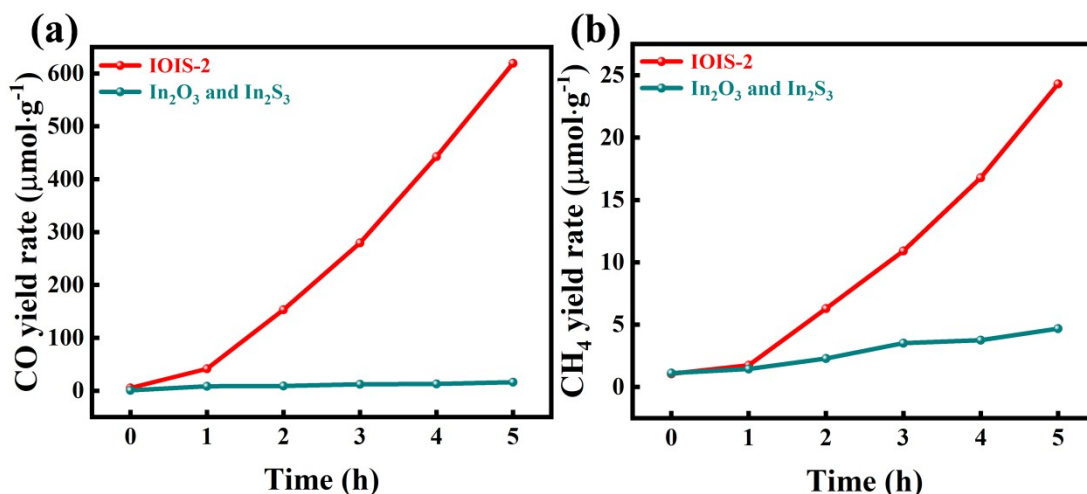 (a)
IOIS-2
In₂O₃ and In₂S₃
CO yield rate (μmol·g⁻¹)
600
500
400
300
200
100
0
0 1 2 3 4 5
Time (h)
(b)
IOIS-2
In₂O₃ and In₂S₃
CH₄ yield rate (μmol·g⁻¹)
25
20
15
10
5
0
0 1 2 3 4 5
Time (h)